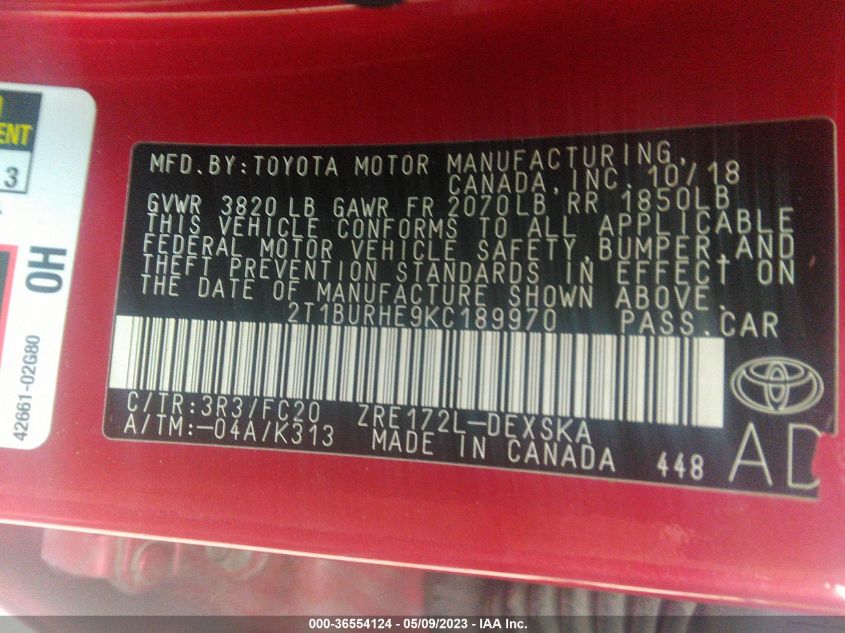 MFD.BY:TOYOTA MOTOR MANUFACTURING,
CANADA,INC. 10/18
GVWR 3820 LB GAWR FR 2070LB RR 1850LB
THIS VEHICLE CONFORMS TO ALL APPLICABLE
FEDERAL MOTOR VEHICLE SAFETY,BUMPER,AND
THEFT PREVENTION STANDARDS IN EFFECT ON
THE DATE OF MANUFACTURE SHOWN ABOVE.
2T1BURHE9KC189970 PASS.CAR
C/TR:3R3/FC20 ZRE172L-DEXSKA
A/TM:-04A/K313 MADE IN CANADA 448
AD
3
OH
42661-02G80
000-36554124 - 05/09/2023 - IAA Inc.